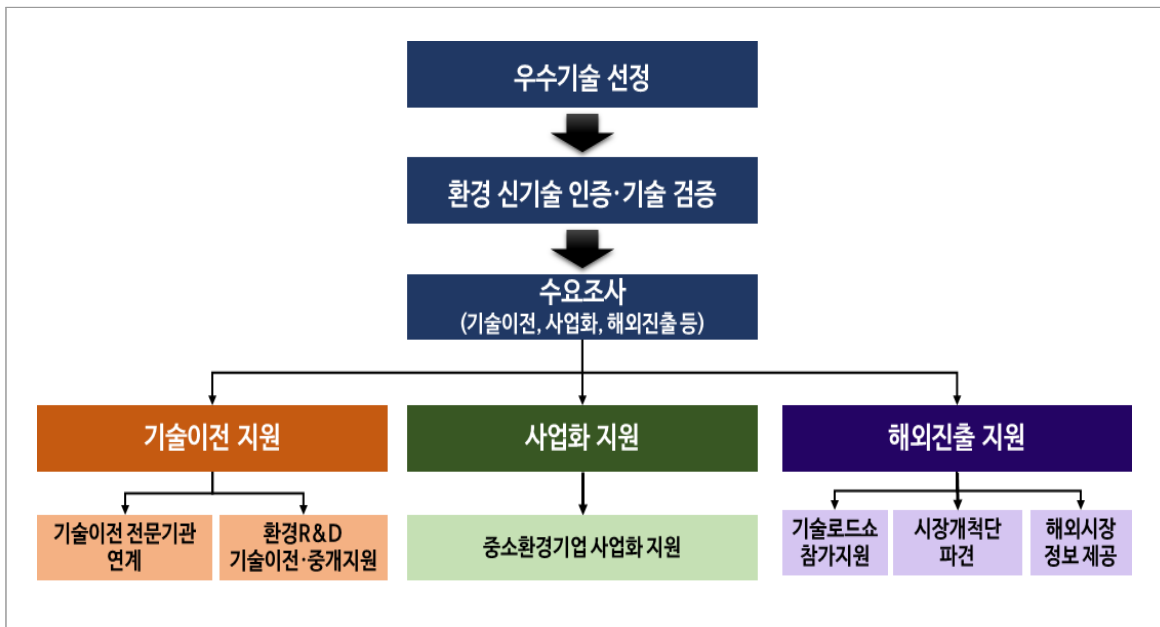 우수기술 선정
환경 신기술 인증·기술 검증
수요조사
(기술이전, 사업화, 해외진출 등)
기술이전 지원
사업화 지원
해외진출 지원
기술이전 전문기관
연계
환경R&D
기술이전·중개지원
중소환경기업 사업화 지원
기술로드쇼
참가지원
시장개척단
파견
해외시장
정보 제공